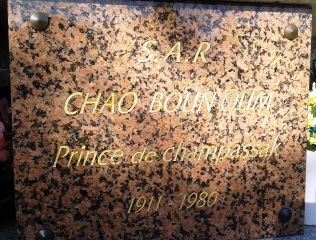 S.A.R
CHAO BOUN OUM
Prince de champassak
1911 - 1980